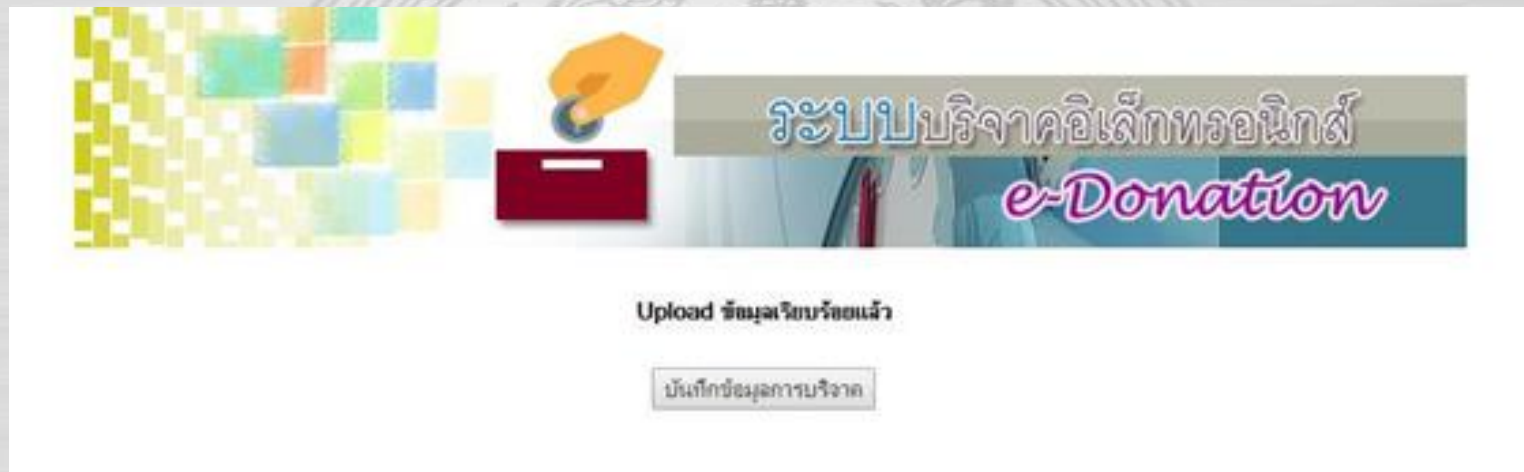 ระบบบริจาคอิเล็กทรอนิกส์
e-Donation
Upload ข้อมูลเรียบร้อยแล้ว
บันทึกข้อมูลการบริจาค